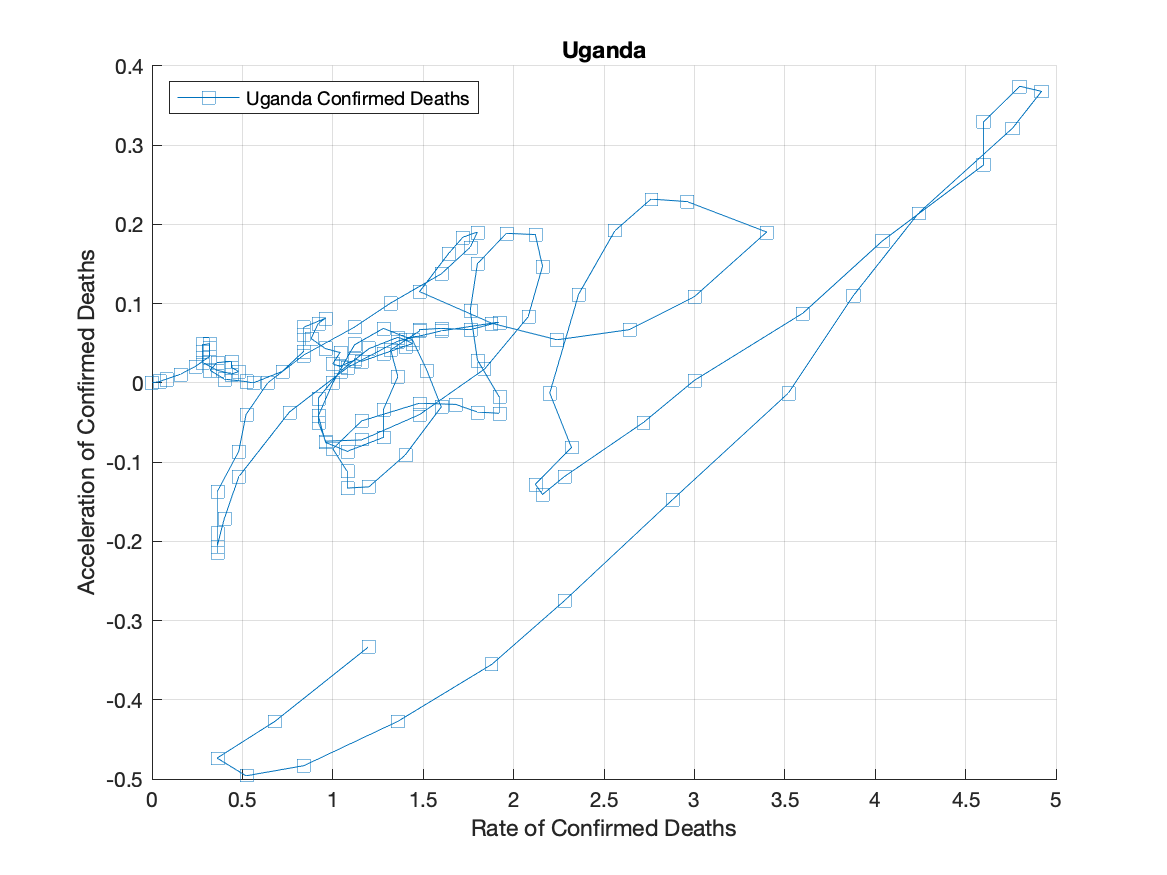 Uganda
Uganda Confirmed Deaths
0.4
0.3
0.2
0.1
0
-0.1
-0.2
-0.3
-0.4
-0.5
Acceleration of Confirmed Deaths
0 0.5 1 1.5 2 2.5 3 3.5 4 4.5 5
Rate of Confirmed Deaths